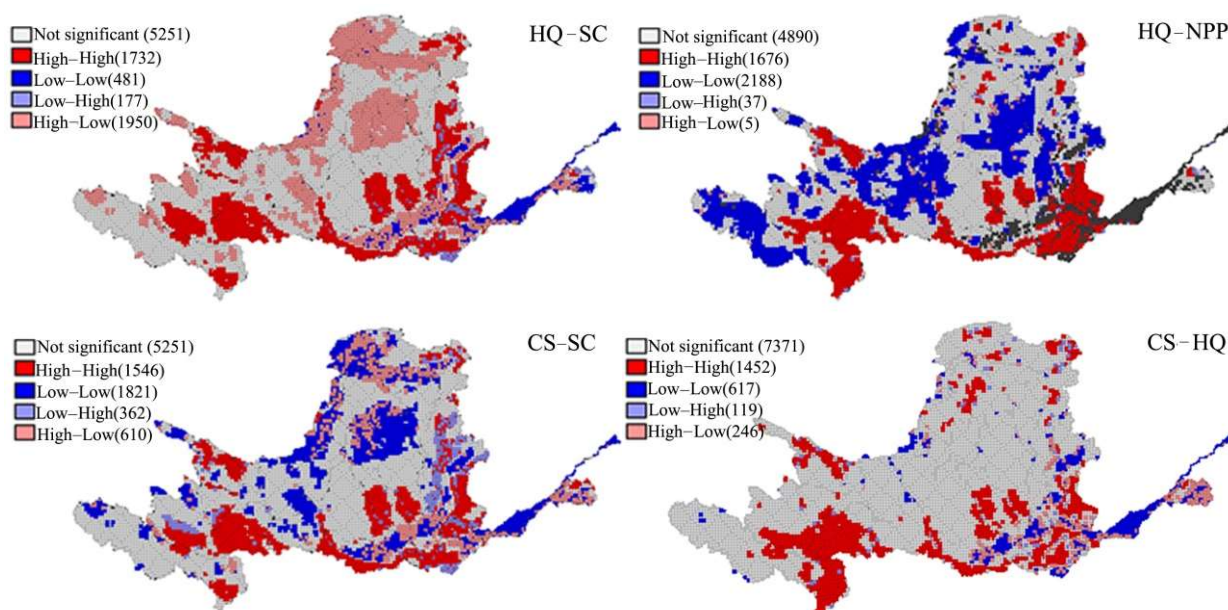 HQ–SC
Not significant (5251)
High–High(1732)
Low–Low(481)
Low–High(177)
High–Low(1950)
HQ–NPP
Not significant (4890)
High–High(1676)
Low–Low(2188)
Low–High(37)
High–Low(5)
CS–SC
Not significant (5251)
High–High(1546)
Low–Low(1821)
Low–High(362)
High–Low(610)
CS–HQ
Not significant (7371)
High–High(1452)
Low–Low(617)
Low–High(119)
High–Low(246)